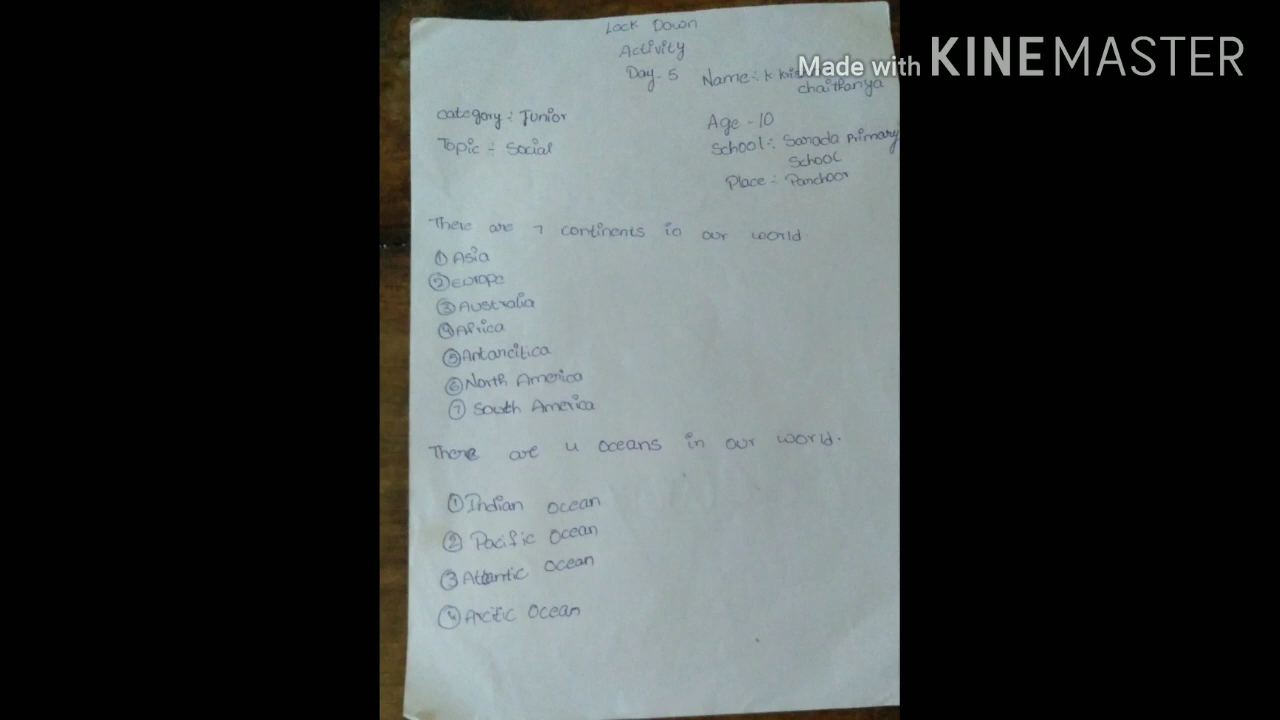 Lock Down
Activity
Day - 5
Made with KINEMASTER
Name :- K
chaithanya
Category :- Junior
Age - 10
Topic :- Social
School :- Sarada Primary
School
Place :- Panchoor
There are 7 continents in our world.
① Asia
② Europe
③ Australia
④ Africa
⑤ Antarcitica
⑥ North America
⑦ South America
There are 4 oceans in our world.
① Indian ocean
② Pacific Ocean
③ Atlantic Ocean
④ Arcitic Ocean